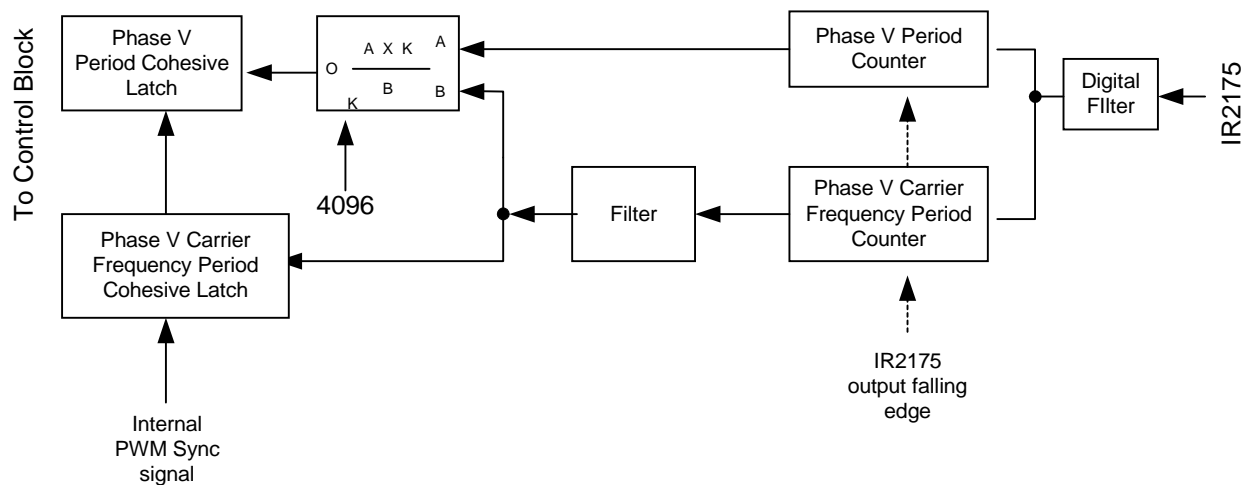 To Control Block
Phase V
Period Cohesive
Latch
A X K
A
O
B
B
K
4096
Phase V Period
Counter
Digital
FIlter
IR2175
Phase V Carrier
Frequency Period
Cohesive Latch
Filter
Phase V Carrier
Frequency Period
Counter
Internal
PWM Sync
signal
IR2175
output falling
edge